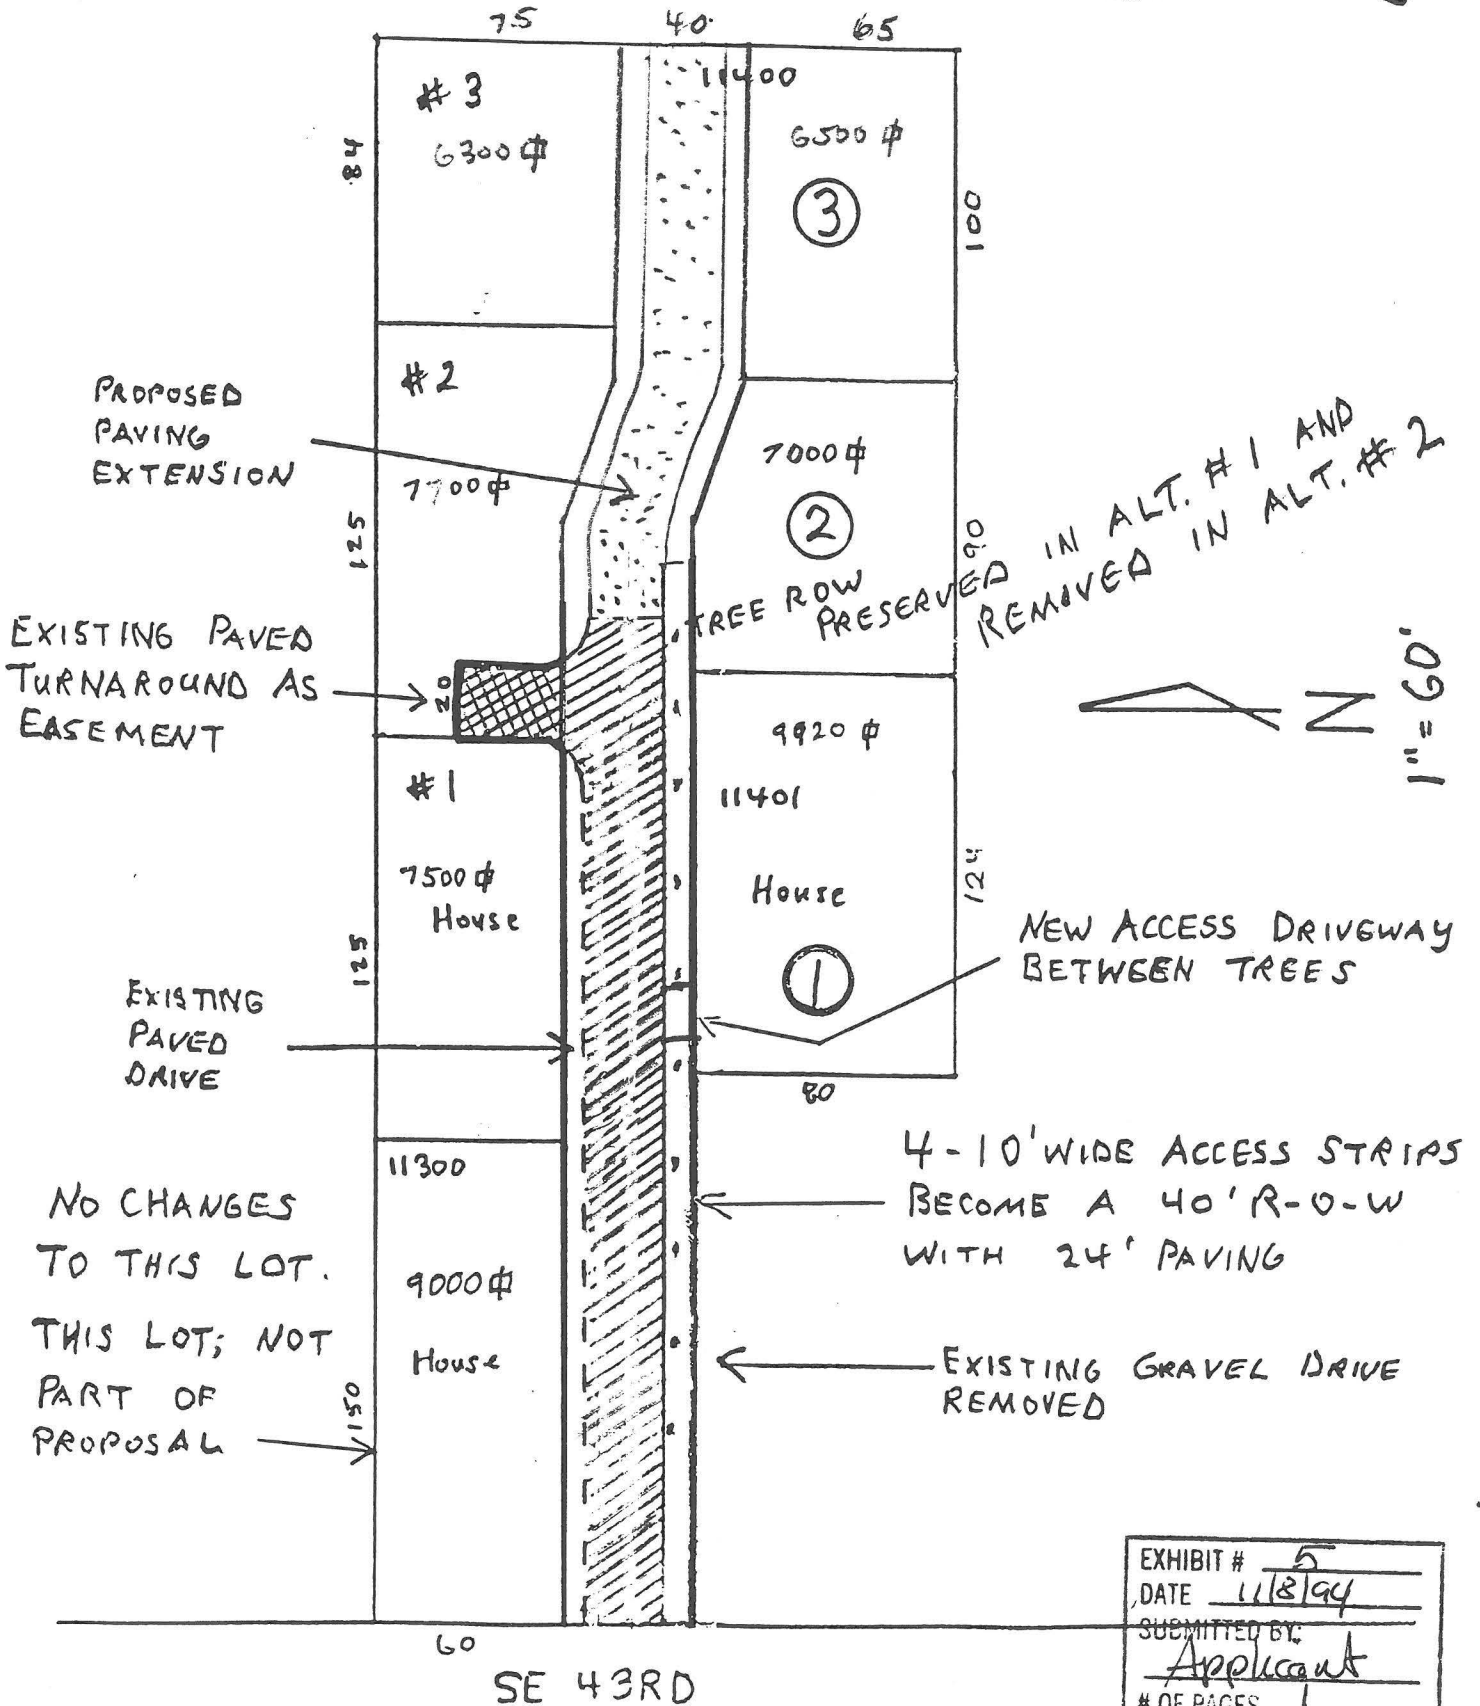 75 40 65
11400
#3
6300 ⏍
84
6500 ⏍
3
100
PROPOSED
PAVING
EXTENSION
#2
7700 ⏍
125
7000 ⏍
2
90
TREE ROW PRESERVED IN ALT. #1 AND
REMOVED IN ALT. #2
EXISTING PAVED
TURNAROUND AS
EASEMENT
20
N
1" = 60'
#1
7500 ⏍
House
125
9920 ⏍
11401
House
1
124
80
NEW ACCESS DRIVEWAY
BETWEEN TREES
EXISTING
PAVED
DRIVE
4-10' WIDE ACCESS STRIPS
BECOME A 40' R-O-W
WITH 24' PAVING
11300
9000 ⏍
House
150
NO CHANGES
TO THIS LOT.
THIS LOT; NOT
PART OF
PROPOSAL
EXISTING GRAVEL DRIVE
REMOVED
60
SE 43RD
EXHIBIT # 5
DATE 11/8/94
SUBMITTED BY:
Applicant
# OF PAGES 1